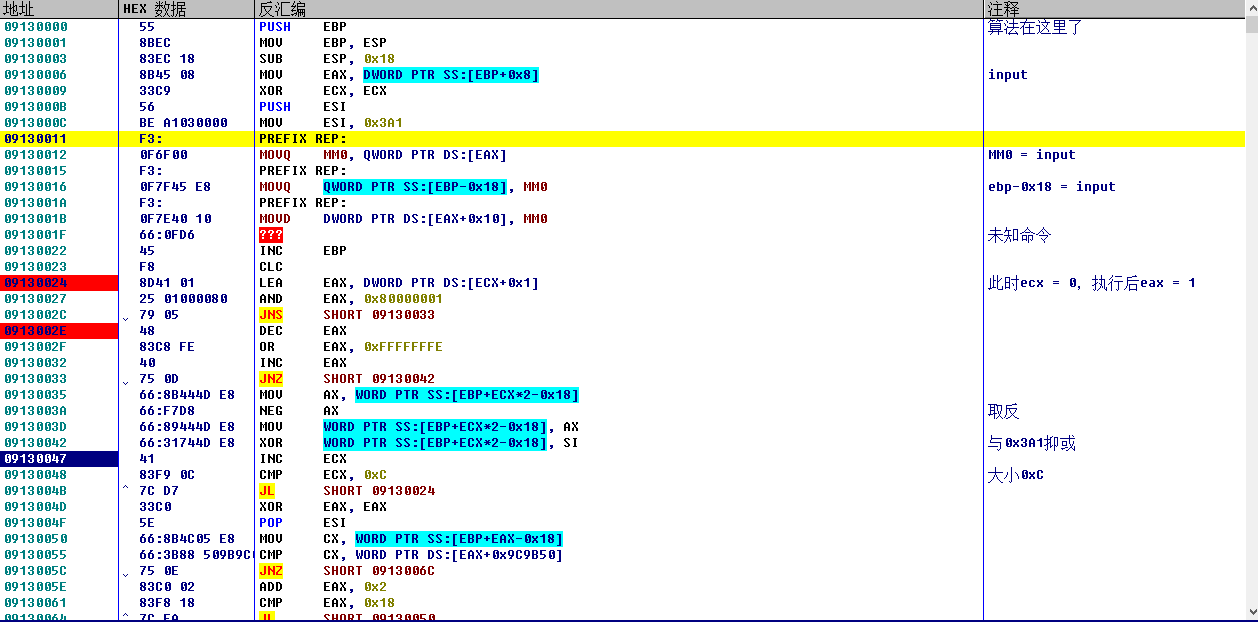 地址 HEX 数据 反汇编 注释
09130000 55 PUSH EBP 算法在这里了
09130001 8BEC MOV EBP, ESP
09130003 83EC 18 SUB ESP, 0x18
09130006 8B45 08 MOV EAX, DWORD PTR SS:[EBP+0x8] input
09130009 33C9 XOR ECX, ECX
0913000B 56 PUSH ESI
0913000C BE A1030000 MOV ESI, 0x3A1
09130011 F3: PREFIX REP:
09130012 0F6F00 MOVQ MM0, QWORD PTR DS:[EAX] MM0 = input
09130015 F3: PREFIX REP:
09130016 0F7F45 E8 MOVQ QWORD PTR SS:[EBP-0x18], MM0 ebp-0x18 = input
0913001A F3: PREFIX REP:
0913001B 0F7E40 10 MOVD DWORD PTR DS:[EAX+0x10], MM0
0913001F 66:0FD6 ??? 未知命令
09130022 45 INC EBP
09130023 F8 CLC
09130024 8D41 01 LEA EAX, DWORD PTR DS:[ECX+0x1] 此时ecx = 0, 执行后eax = 1
09130027 25 01000080 AND EAX, 0x80000001
0913002C 79 05 JNS SHORT 09130033
0913002E 48 DEC EAX
0913002F 83C8 FE OR EAX, 0xFFFFFFFE
09130032 40 INC EAX
09130033 75 0D JNZ SHORT 09130042
09130035 66:8B444D E8 MOV AX, WORD PTR SS:[EBP+ECX*2-0x18]
0913003A 66:F7D8 NEG AX 取反
0913003D 66:89444D E8 MOV WORD PTR SS:[EBP+ECX*2-0x18], AX
09130042 66:31744D E8 XOR WORD PTR SS:[EBP+ECX*2-0x18], SI 与0x3A1抑或
09130047 41 INC ECX
09130048 83F9 0C CMP ECX, 0xC 大小0xC
0913004B 7C D7 JL SHORT 09130024
0913004D 33C0 XOR EAX, EAX
0913004F 5E POP ESI
09130050 66:8B4C05 E8 MOV CX, WORD PTR SS:[EBP+EAX-0x18]
09130055 66:3B88 509B9C CMP CX, WORD PTR DS:[EAX+0x9C9B50]
0913005C 75 0E JNZ SHORT 0913006C
0913005E 83C0 02 ADD EAX, 0x2
09130061 83F8 18 CMP EAX, 0x18
09130064 7C EA JL SHORT 09130050